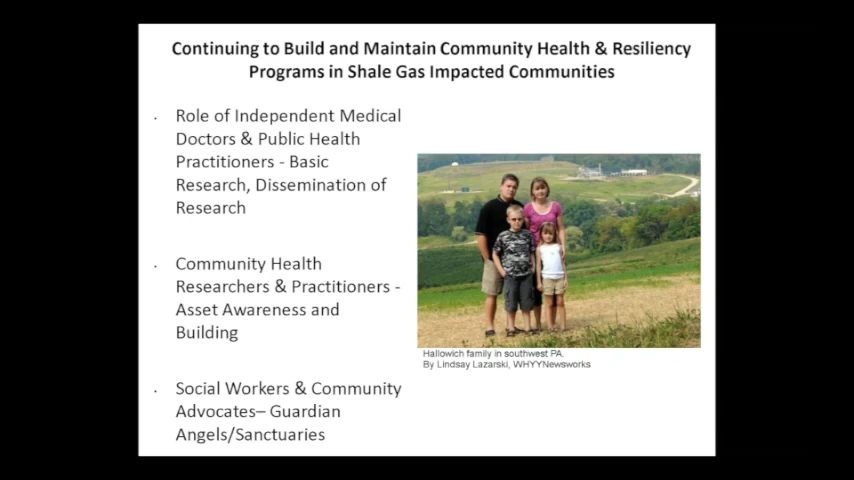 Continuing to Build and Maintain Community Health & Resiliency
Programs in Shale Gas Impacted Communities
· Role of Independent Medical
Doctors & Public Health
Practitioners - Basic
Research, Dissemination of
Research
· Community Health
Researchers & Practitioners -
Asset Awareness and
Building
· Social Workers & Community
Advocates– Guardian
Angels/Sanctuaries
Hallowich family in southwest PA.
By Lindsay Lazarski, WHYYNewsworks